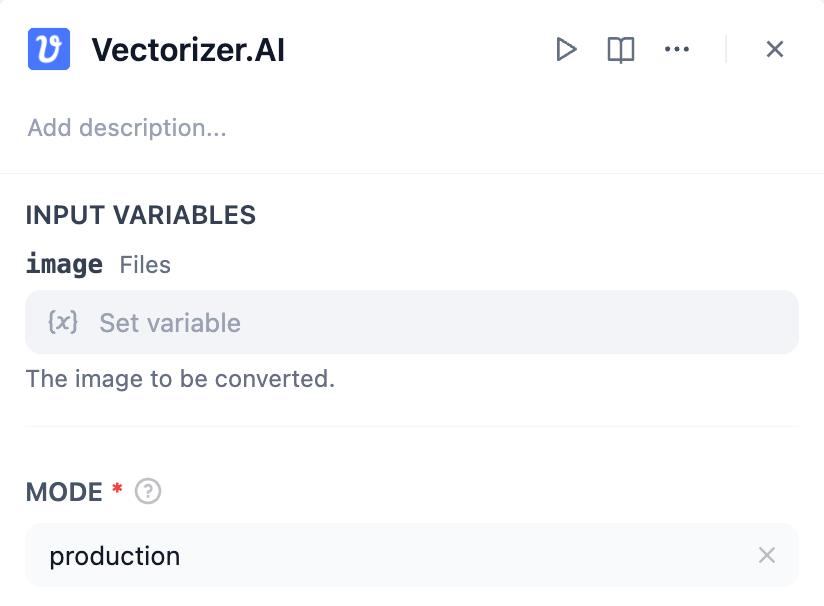 Vectorizer.AI
Add description...
INPUT VARIABLES
image Files
{x} Set variable
The image to be converted.
MODE * ?
production